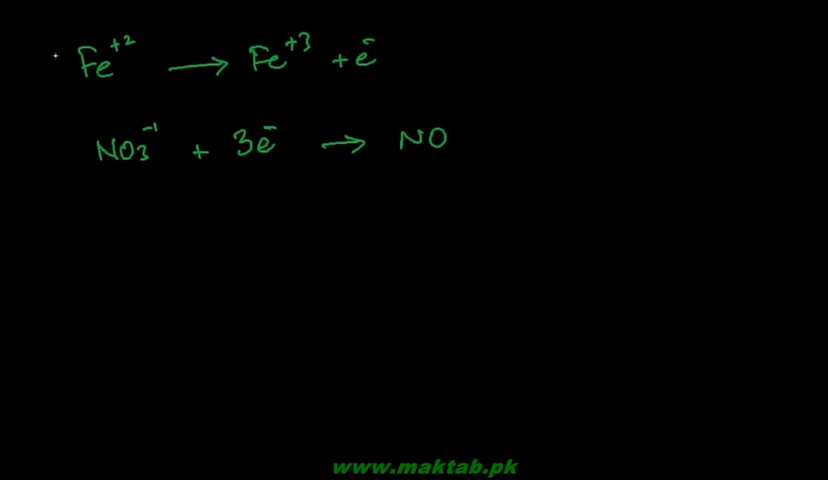 Fe⁺² ⟶ Fe⁺³ + e⁻
NO₃⁻¹ + 3e⁻ ⟶ NO
www.maktab.pk